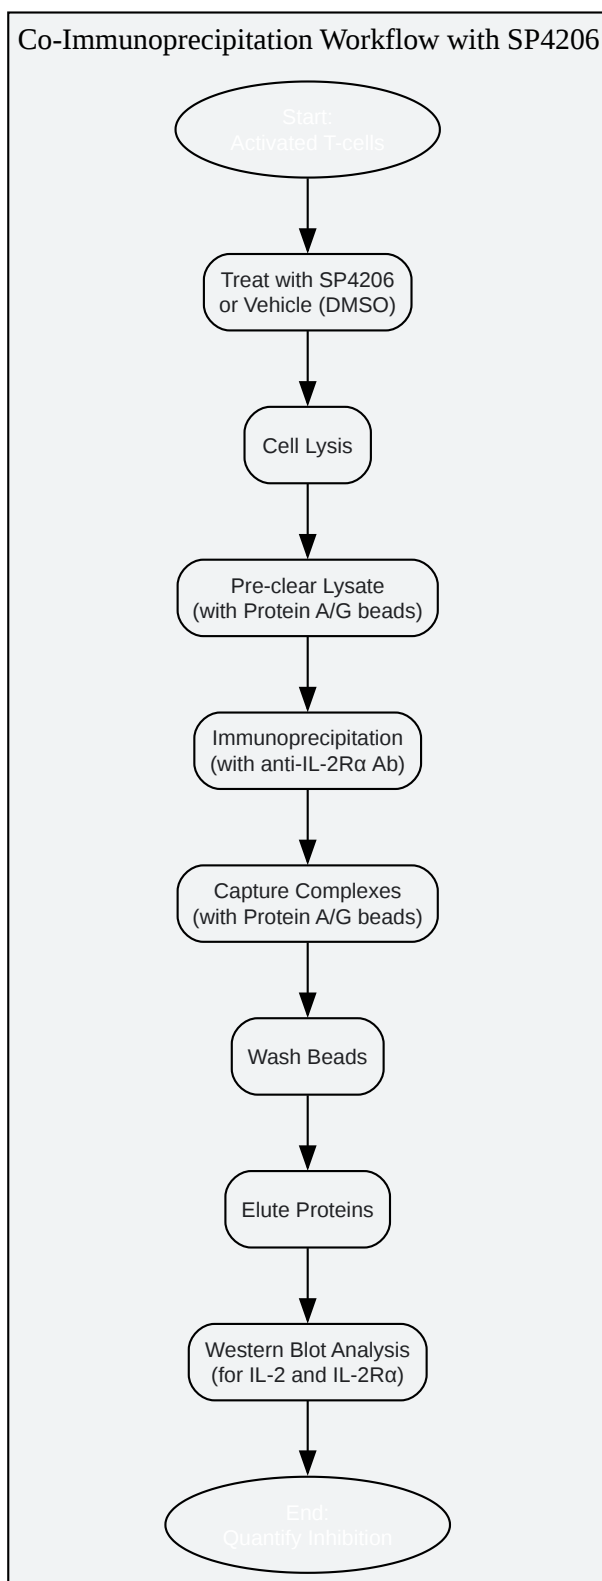 Co-Immunoprecipitation Workflow with SP4206
Start:
Activated T-cells
Treat with SP4206
or Vehicle (DMSO)
Cell Lysis
Pre-clear Lysate
(with Protein A/G beads)
Immunoprecipitation
(with anti-IL-2Rα Ab)
Capture Complexes
(with Protein A/G beads)
Wash Beads
Elute Proteins
Western Blot Analysis
(for IL-2 and IL-2Rα)
End:
Quantify Inhibition